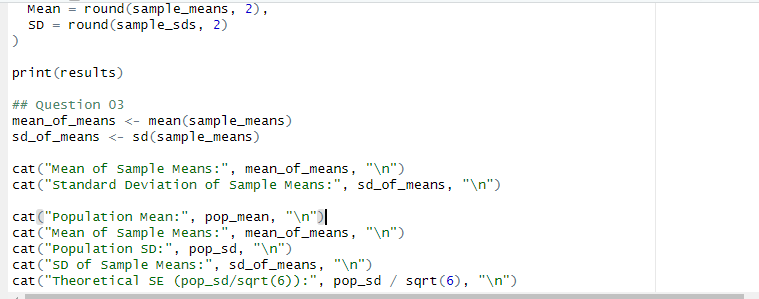 Mean = round(sample_means, 2),
SD = round(sample_sds, 2)
)
print(results)
## Question 03
mean_of_means <- mean(sample_means)
sd_of_means <- sd(sample_means)
cat("Mean of Sample Means:", mean_of_means, "\n")
cat("Standard Deviation of Sample Means:", sd_of_means, "\n")
cat("Population Mean:", pop_mean, "\n")
cat("Mean of Sample Means:", mean_of_means, "\n")
cat("Population SD:", pop_sd, "\n")
cat("SD of Sample Means:", sd_of_means, "\n")
cat("Theoretical SE (pop_sd/sqrt(6)):", pop_sd / sqrt(6), "\n")